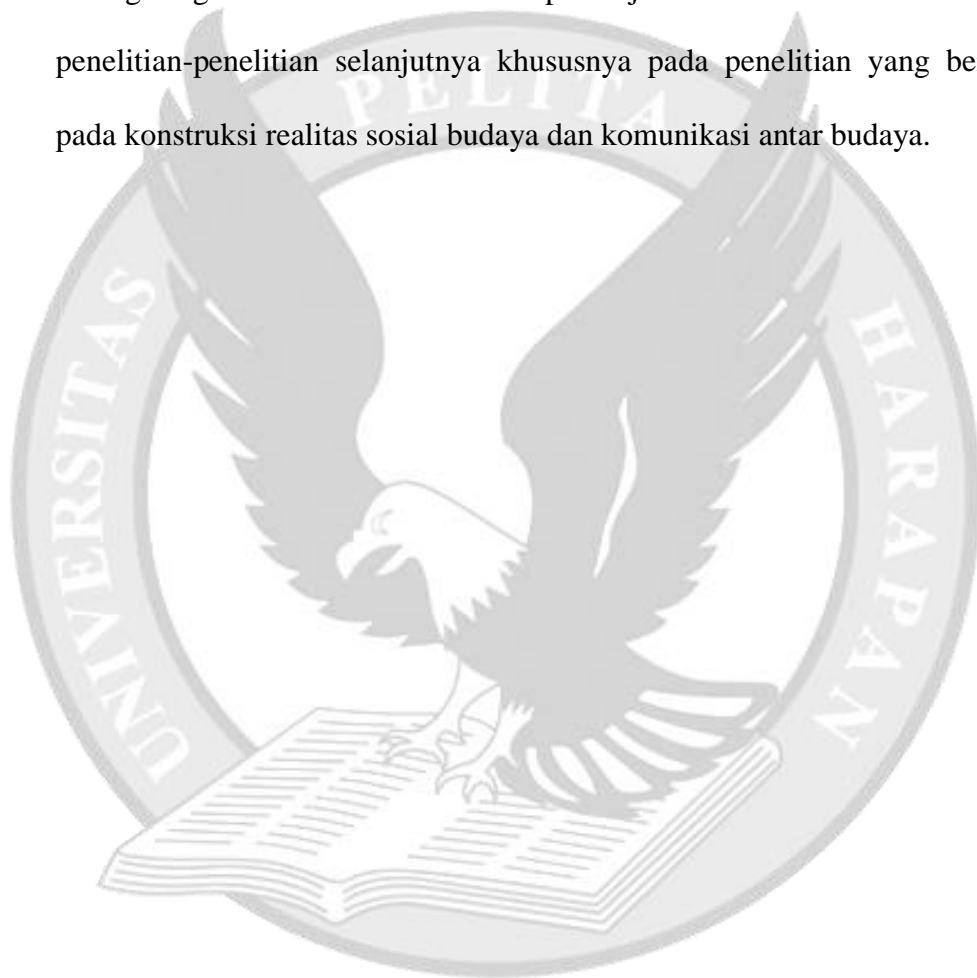 penelitian-penelitian selanjutnya khususnya pada penelitian yang be
pada konstruksi realitas sosial budaya dan komunikasi antar budaya.
UNIVERSITAS PELITA HARAPAN